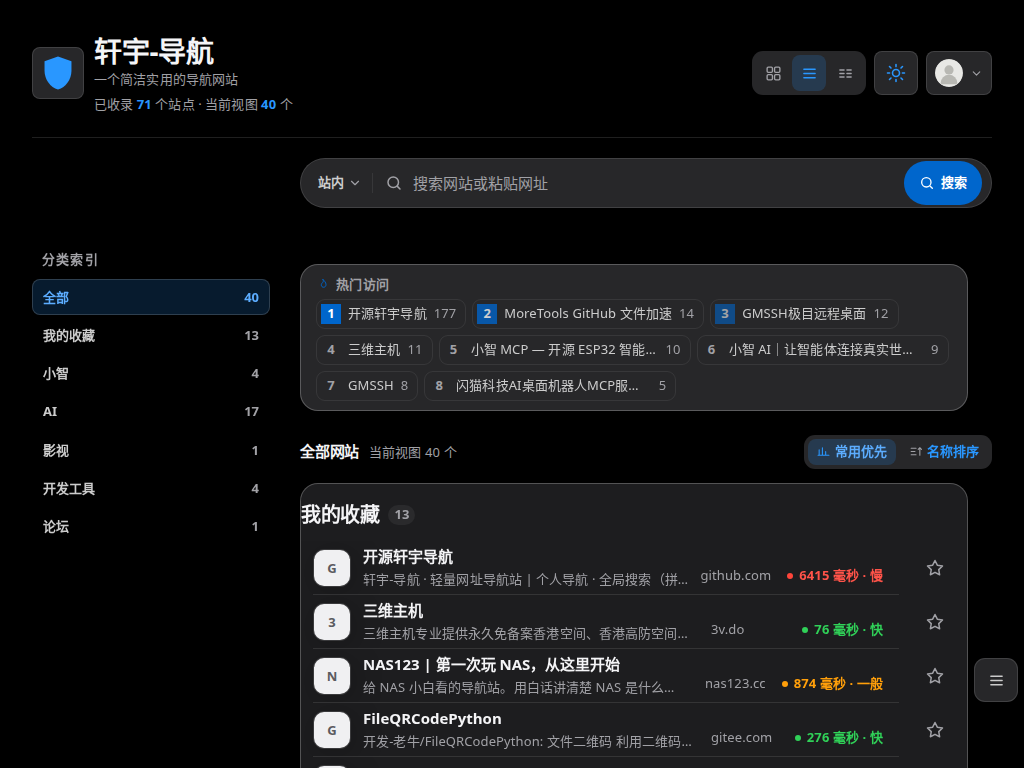 轩宇-导航
一个简洁实用的导航网站
已收录 71 个站点 · 当前视图 40 个
站内
搜索网站或粘贴网址
搜索
分类索引
全部 40
我的收藏 13
小智 4
AI 17
影视 1
开发工具 4
论坛 1
热门访问
1 开源轩宇导航 177
2 MoreTools GitHub 文件加速 14
3 GMSSH极目远程桌面 12
4 三维主机 11
5 小智 MCP — 开源 ESP32 智能... 10
6 小智 AI｜让智能体连接真实世... 9
7 GMSSH 8
8 闪猫科技AI桌面机器人MCP服... 5
全部网站 当前视图 40 个
常用优先
名称排序
我的收藏 13
G
开源轩宇导航
轩宇-导航 · 轻量网址导航站 | 个人导航 · 全局搜索（拼...
github.com
6415 毫秒 · 慢
3
三维主机
三维主机专业提供永久免备案香港空间、香港高防空间...
3v.do
76 毫秒 · 快
N
NAS123 | 第一次玩 NAS，从这里开始
给 NAS 小白看的导航站。用白话讲清楚 NAS 是什么...
nas123.cc
874 毫秒 · 一般
G
FileQRCodePython
开发-老牛/FileQRCodePython: 文件二维码 利用二维码...
gitee.com
276 毫秒 · 快